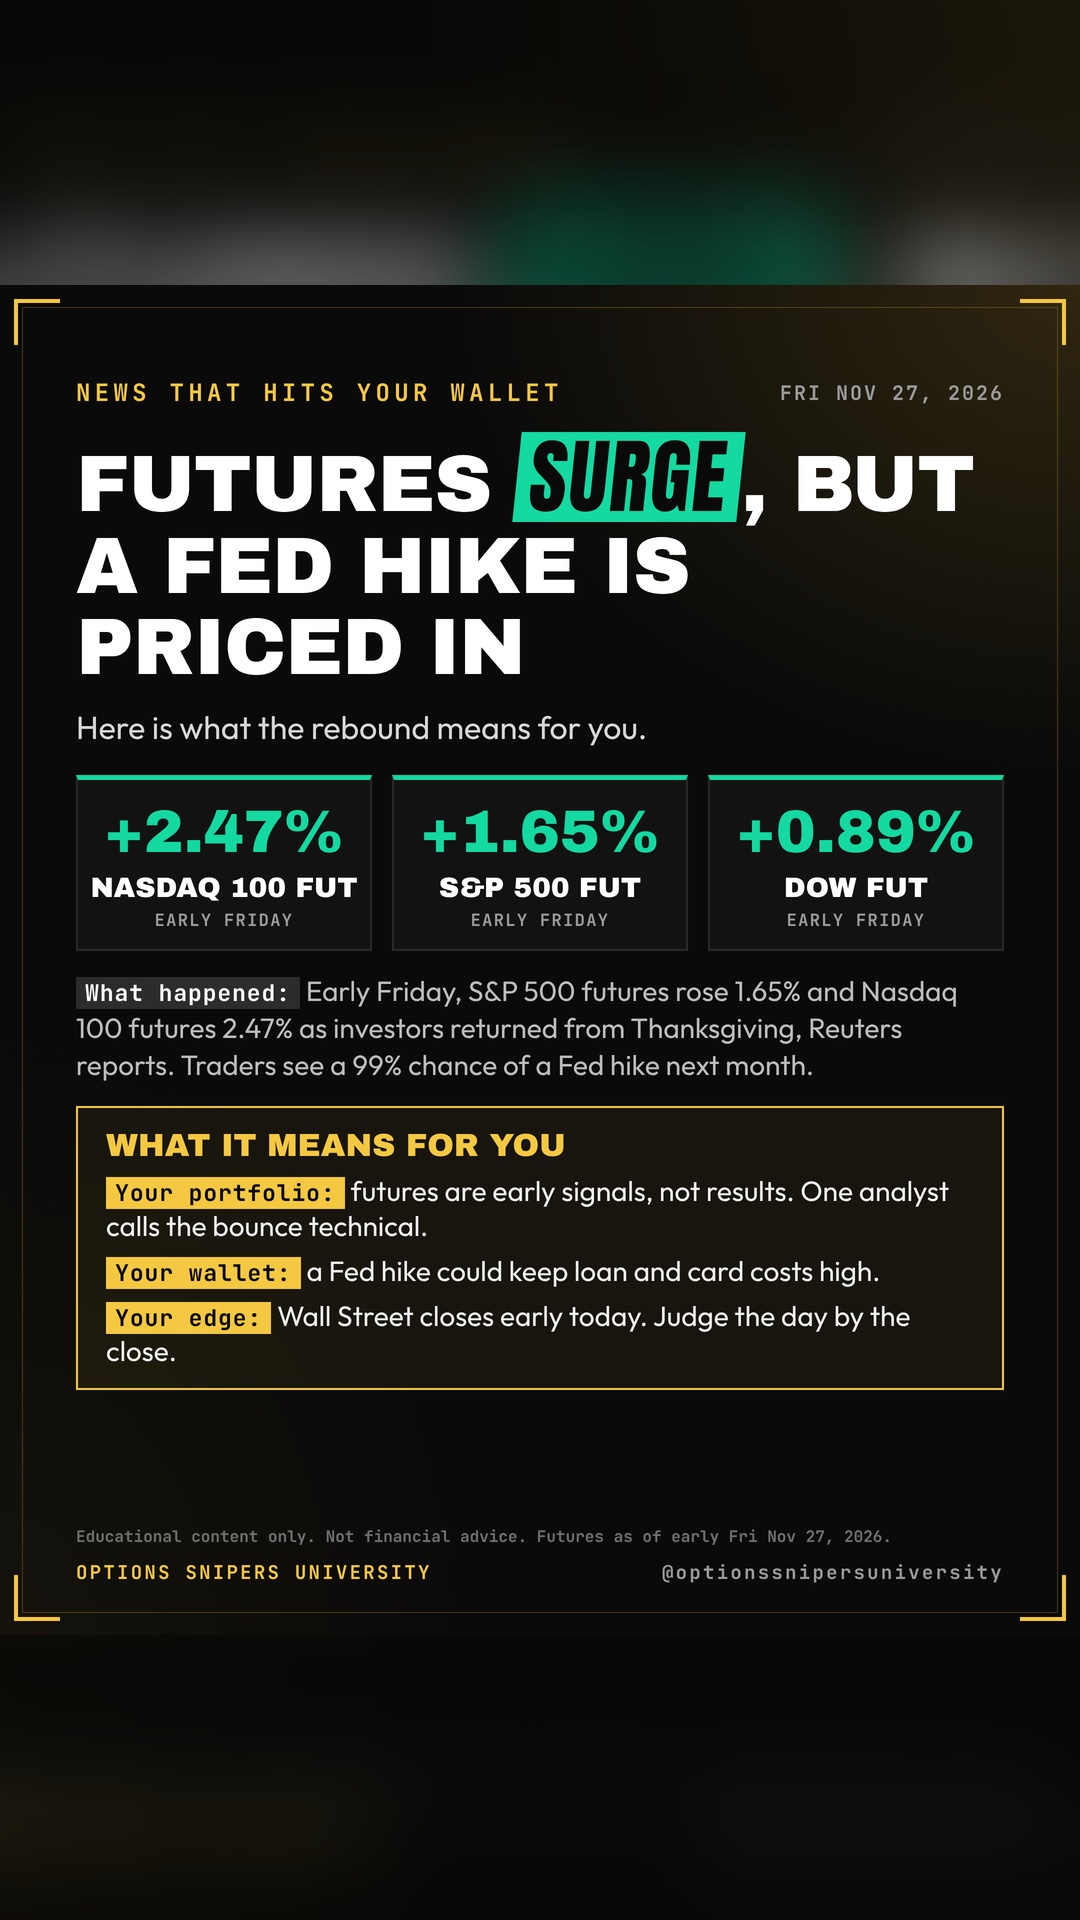 NEWS THAT HITS YOUR WALLET
FRI NOV 27, 2026
FUTURES SURGE, BUT
A FED HIKE IS
PRICED IN
Here is what the rebound means for you.
+2.47%
NASDAQ 100 FUT
EARLY FRIDAY
+1.65%
S&P 500 FUT
EARLY FRIDAY
+0.89%
DOW FUT
EARLY FRIDAY
What happened: Early Friday, S&P 500 futures rose 1.65% and Nasdaq
100 futures 2.47% as investors returned from Thanksgiving, Reuters
reports. Traders see a 99% chance of a Fed hike next month.
WHAT IT MEANS FOR YOU
Your portfolio: futures are early signals, not results. One analyst
calls the bounce technical.
Your wallet: a Fed hike could keep loan and card costs high.
Your edge: Wall Street closes early today. Judge the day by the
close.
Educational content only. Not financial advice. Futures as of early Fri Nov 27, 2026.
OPTIONS SNIPERS UNIVERSITY
@optionssnipersuniversity